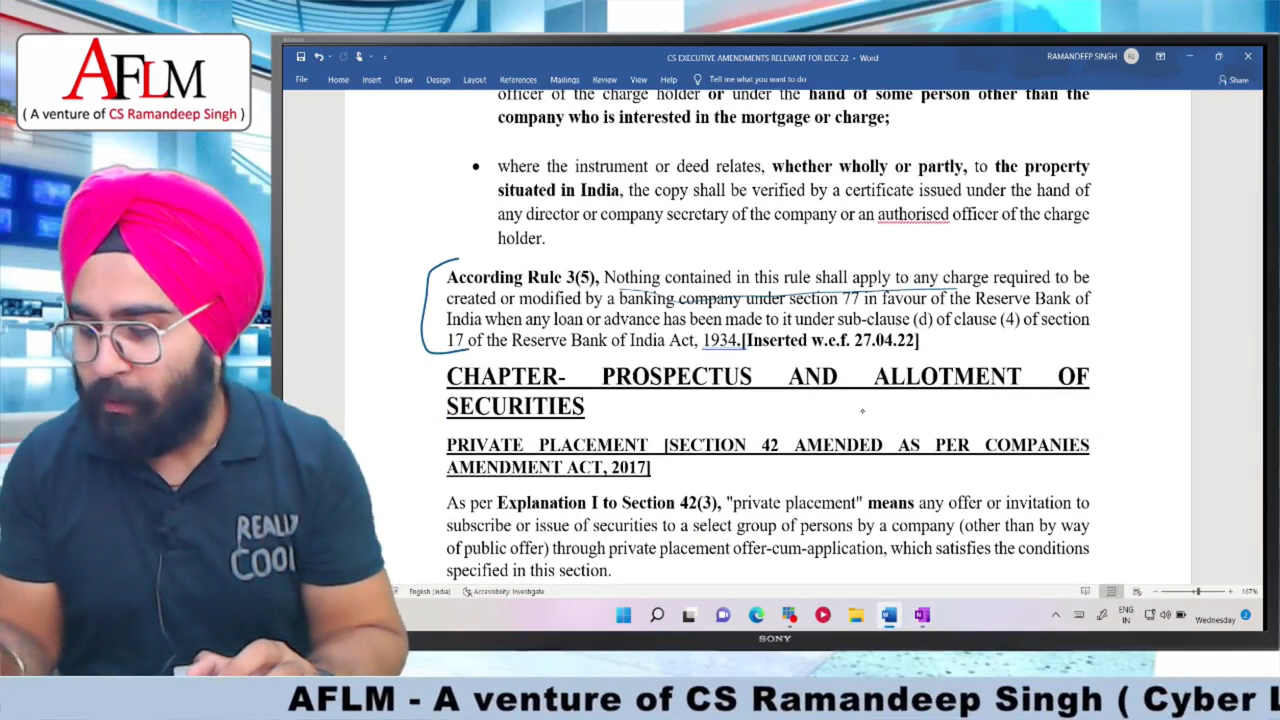 AFLM
( A venture of CS Ramandeep Singh )
CS EXECUTIVE AMENDMENTS RELEVANT FOR DEC 22 - Word
RAMANDEEP SINGH
File Home Insert Draw Design Layout References Mailings Review View Help Tell me what you want to do
Share
officer of the charge holder or under the hand of some person other than the
company who is interested in the mortgage or charge;
• where the instrument or deed relates, whether wholly or partly, to the property
situated in India, the copy shall be verified by a certificate issued under the hand of
any director or company secretary of the company or an authorised officer of the charge
holder.
According Rule 3(5), Nothing contained in this rule shall apply to any charge required to be
created or modified by a banking company under section 77 in favour of the Reserve Bank of
India when any loan or advance has been made to it under sub-clause (d) of clause (4) of section
17 of the Reserve Bank of India Act, 1934.[Inserted w.e.f. 27.04.22]
CHAPTER- PROSPECTUS AND ALLOTMENT OF
SECURITIES
PRIVATE PLACEMENT [SECTION 42 AMENDED AS PER COMPANIES
AMENDMENT ACT, 2017]
As per Explanation I to Section 42(3), "private placement" means any offer or invitation to
subscribe or issue of securities to a select group of persons by a company (other than by way
of public offer) through private placement offer-cum-application, which satisfies the conditions
specified in this section.
English (India) Accessibility: Investigate
167%
ENG
IN
Wednesday
SONY
REALLY
COOL
AFLM - A venture of CS Ramandeep Singh ( Cyber